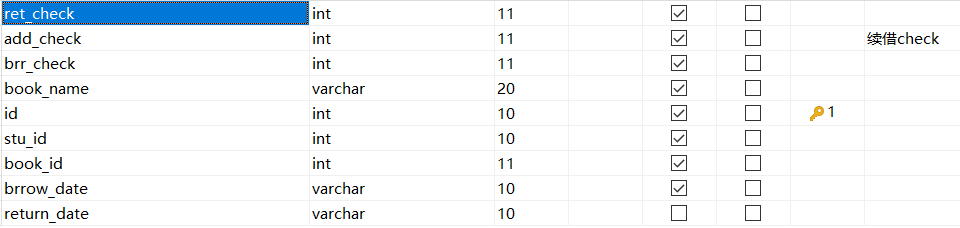 ret_check int 11
add_check int 11 续借check
brr_check int 11
book_name varchar 20
id int 10 1
stu_id int 10
book_id int 11
brrow_date varchar 10
return_date varchar 10